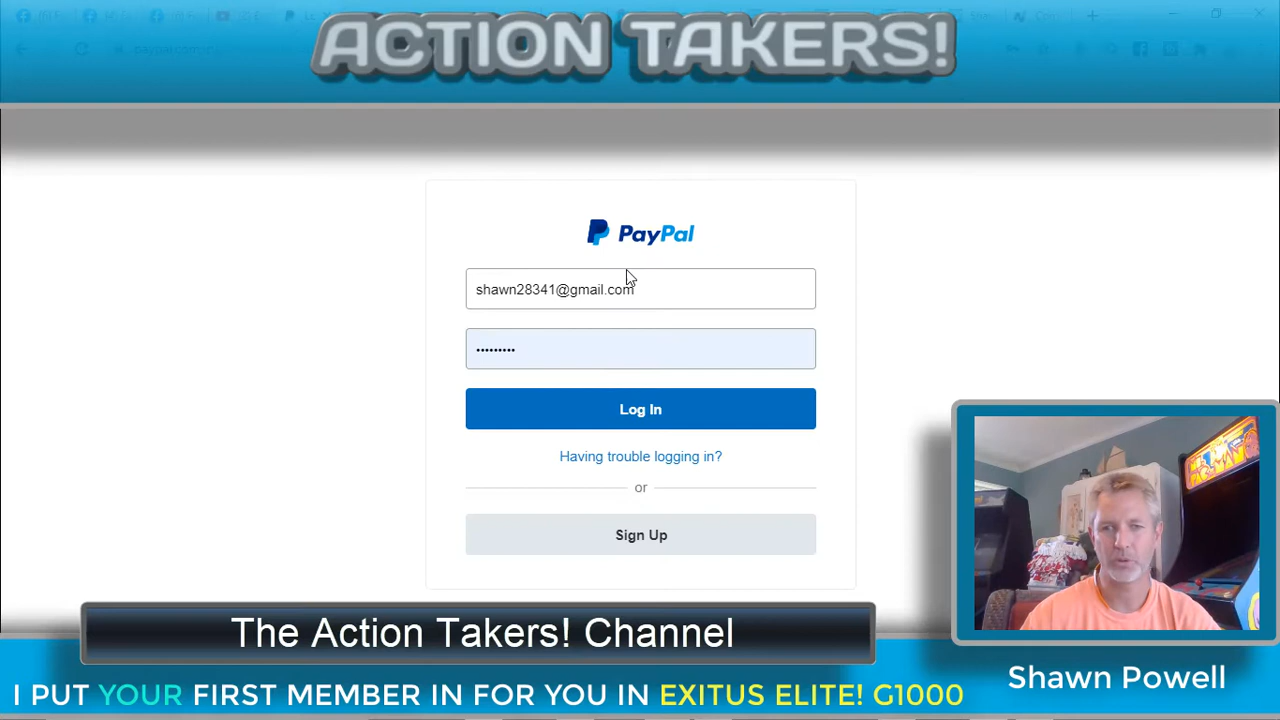 ACTION TAKERS!
PayPal
shawn28341@gmail.com
•••••••••
Log In
Having trouble logging in?
or
Sign Up
The Action Takers! Channel
Shawn Powell
I PUT YOUR FIRST MEMBER IN FOR YOU IN EXITUS ELITE! G1000